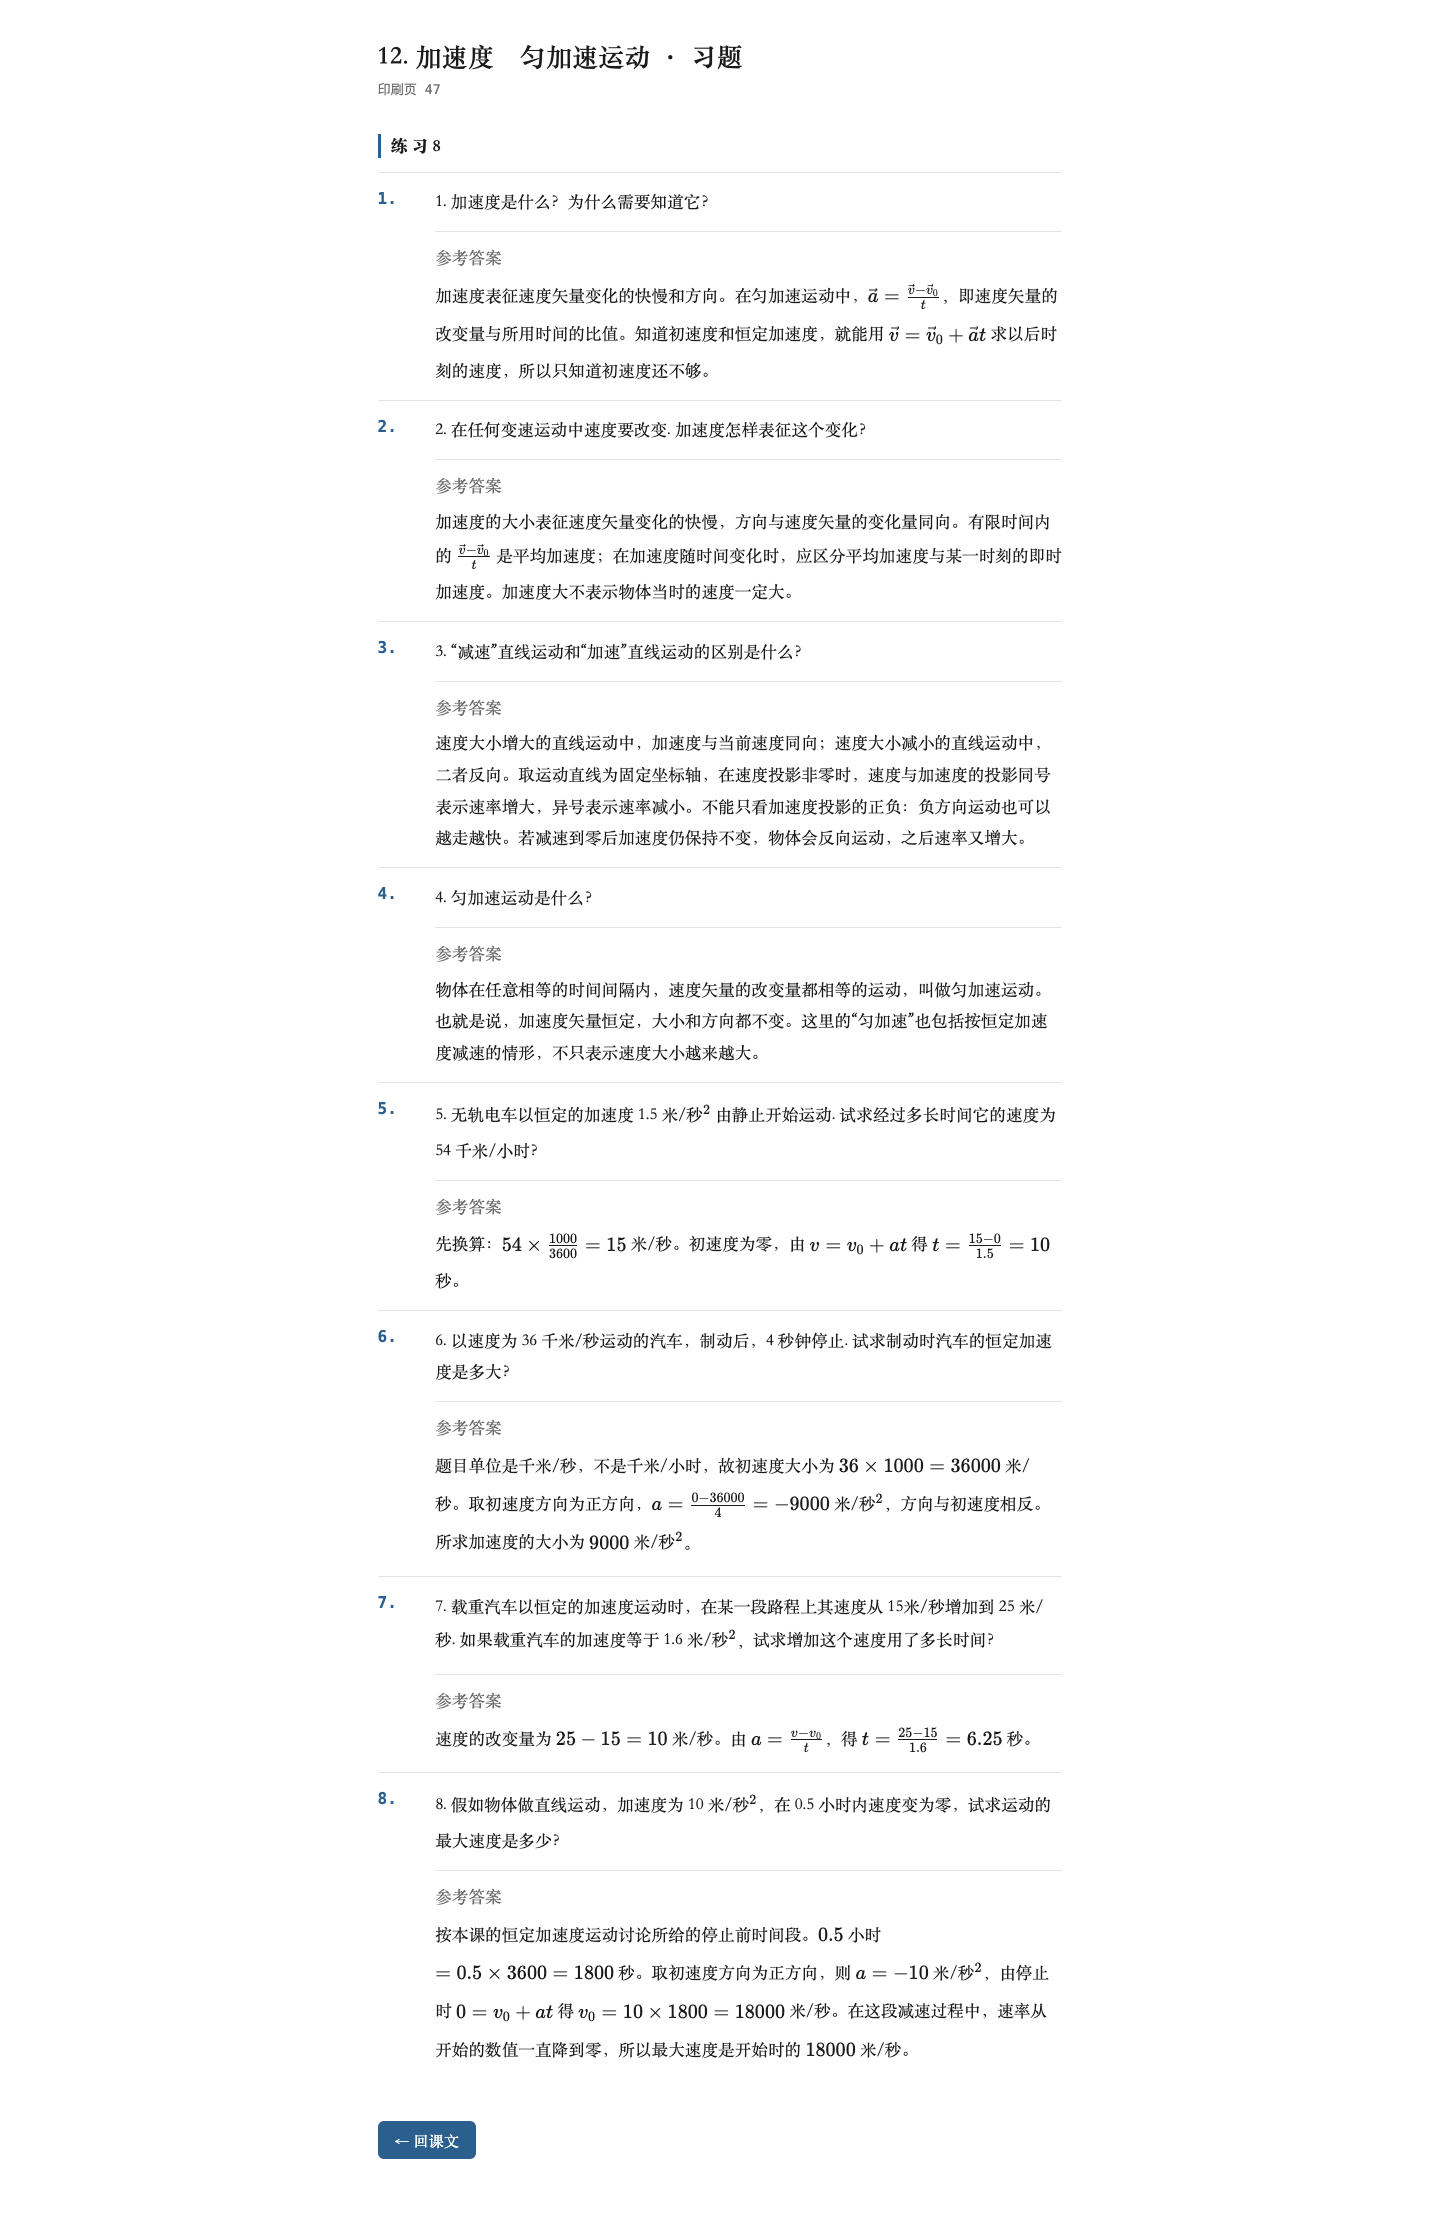 12. 加速度　匀加速运动 · 习题
印刷页 47
练 习 8
1.
1. 加速度是什么？为什么需要知道它？
参考答案
加速度表征速度矢量变化的快慢和方向。在匀加速运动中，$\vec{a} = \frac{\vec{v}-\vec{v}_0}{t}$，即速度矢量的
改变量与所用时间的比值。知道初速度和恒定加速度，就能用 $\vec{v} = \vec{v}_0 + \vec{a}t$ 求以后时
刻的速度，所以只知道初速度还不够。
2.
2. 在任何变速运动中速度要改变. 加速度怎样表征这个变化？
参考答案
加速度的大小表征速度矢量变化的快慢，方向与速度矢量的变化量同向。有限时间内
的 $\frac{\vec{v}-\vec{v}_0}{t}$ 是平均加速度；在加速度随时间变化时，应区分平均加速度与某一时刻的即时
加速度。加速度大不表示物体当时的速度一定大。
3.
3. “减速”直线运动和“加速”直线运动的区别是什么？
参考答案
速度大小增大的直线运动中，加速度与当前速度同向；速度大小减小的直线运动中，
二者反向。取运动直线为固定坐标轴，在速度投影非零时，速度与加速度的投影同号
表示速率增大，异号表示速率减小。不能只看加速度投影的正负：负方向运动也可以
越走越快。若减速到零后加速度仍保持不变，物体会反向运动，之后速率又增大。
4.
4. 匀加速运动是什么？
参考答案
物体在任意相等的时间间隔内，速度矢量的改变量都相等的运动，叫做匀加速运动。
也就是说，加速度矢量恒定，大小和方向都不变。这里的“匀加速”也包括按恒定加速
度减速的情形，不只表示速度大小越来越大。
5.
5. 无轨电车以恒定的加速度 1.5 米/秒² 由静止开始运动. 试求经过多长时间它的速度为
54 千米/小时？
参考答案
先换算：$54 \times \frac{1000}{3600} = 15$ 米/秒。初速度为零，由 $v = v_0 + at$ 得 $t = \frac{15-0}{1.5} = 10$
秒。
6.
6. 以速度为 36 千米/秒运动的汽车，制动后，4 秒钟停止. 试求制动时汽车的恒定加速
度是多大？
参考答案
题目单位是千米/秒，不是千米/小时，故初速度大小为 $36 \times 1000 = 36000$ 米/
秒。取初速度方向为正方向，$a = \frac{0-36000}{4} = -9000$ 米/秒²，方向与初速度相反。
所求加速度的大小为 9000 米/秒²。
7.
7. 载重汽车以恒定的加速度运动时，在某一段路程上其速度从 15米/秒增加到 25 米/
秒. 如果载重汽车的加速度等于 1.6 米/秒²，试求增加这个速度用了多长时间？
参考答案
速度的改变量为 $25 - 15 = 10$ 米/秒。由 $a = \frac{v-v_0}{t}$，得 $t = \frac{25-15}{1.6} = 6.25$ 秒。
8.
8. 假如物体做直线运动，加速度为 10 米/秒²，在 0.5 小时内速度变为零，试求运动的
最大速度是多少？
参考答案
按本课的恒定加速度运动讨论所给的停止前时间段。0.5 小时
$= 0.5 \times 3600 = 1800$ 秒。取初速度方向为正方向，则 $a = -10$ 米/秒²，由停止
时 $0 = v_0 + at$ 得 $v_0 = 10 \times 1800 = 18000$ 米/秒。在这段减速过程中，速率从
开始的数值一直降到零，所以最大速度是开始时的 18000 米/秒。
← 回课文